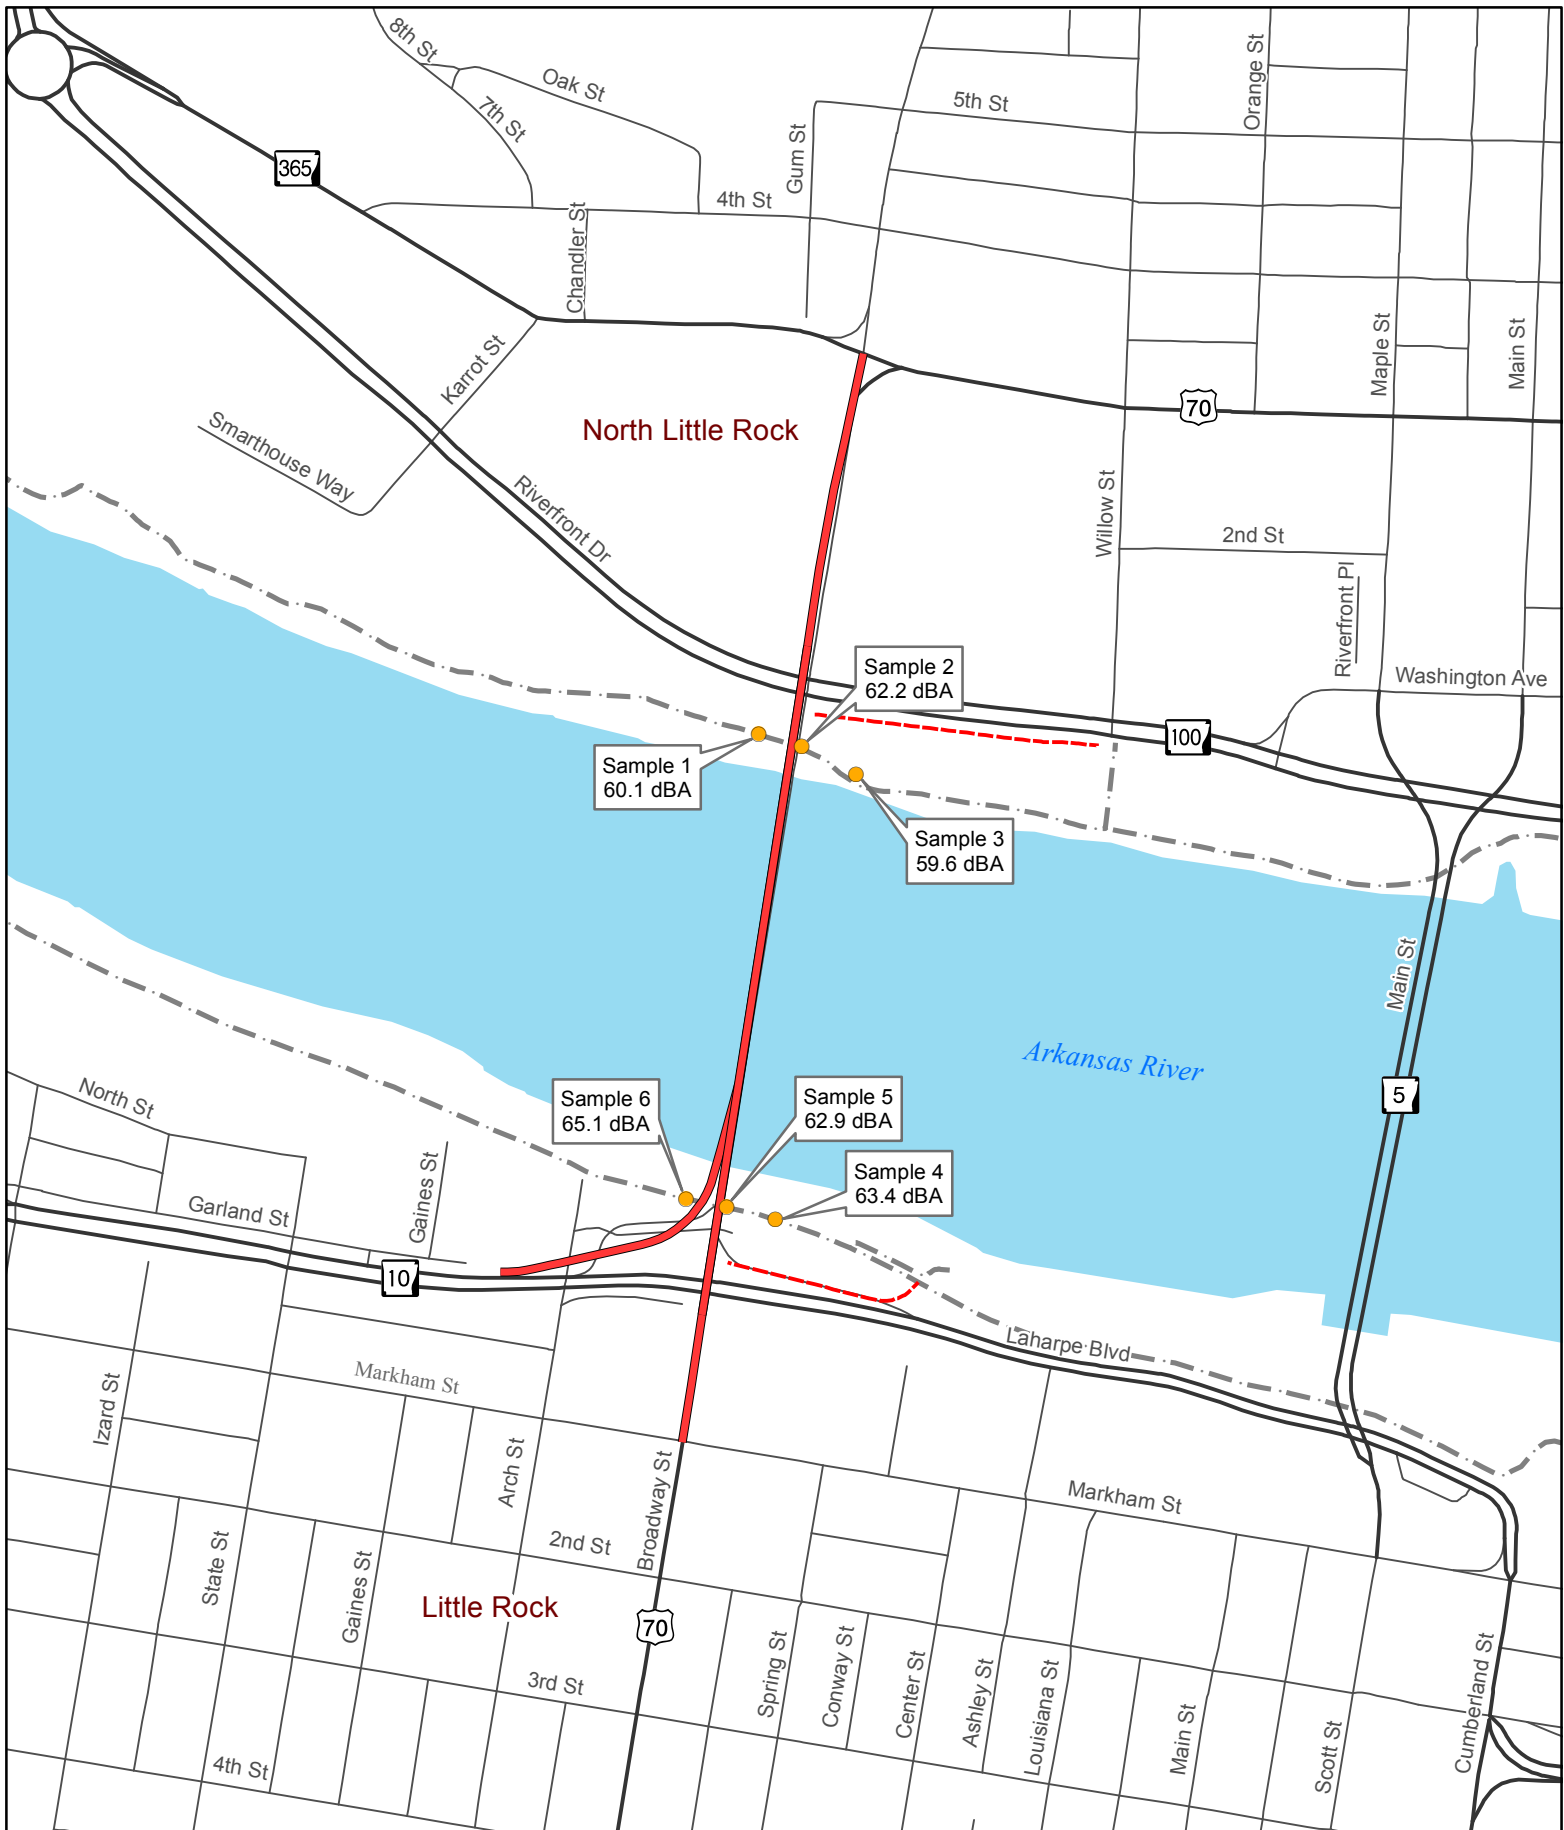 8th St
Oak St
7th St
5th St
Orange St
Gum St
365
4th St
Chandler St
Karrot St
Maple St
Main St
70
North Little Rock
Smarthouse Way
Riverfront Dr
Willow St
2nd St
Riverfront Pl
Washington Ave
Sample 2
62.2 dBA
100
Sample 1
60.1 dBA
Sample 3
59.6 dBA
Main St
Arkansas River
5
North St
Sample 6
65.1 dBA
Sample 5
62.9 dBA
Sample 4
63.4 dBA
Gaines St
Garland St
10
Laharpe Blvd
Markham St
Izard St
Arch St
Broadway St
Markham St
2nd St
State St
Gaines St
Little Rock
70
3rd St
Spring St
Conway St
Center St
Ashley St
Louisiana St
Main St
Scott St
Cumberland St
4th St